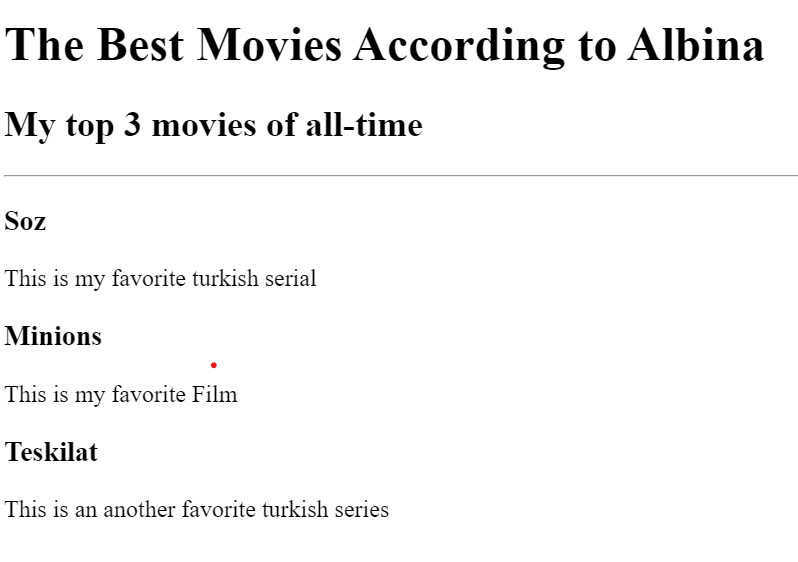 The Best Movies According to Albina
My top 3 movies of all-time
Soz
This is my favorite turkish serial
Minions
This is my favorite Film
Teskilat
This is an another favorite turkish series